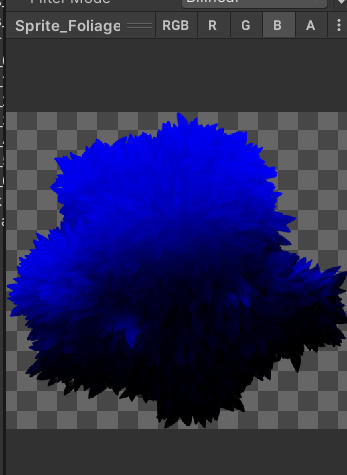 Filter Mode Bilinear
Sprite_Foliage RGB R G B A